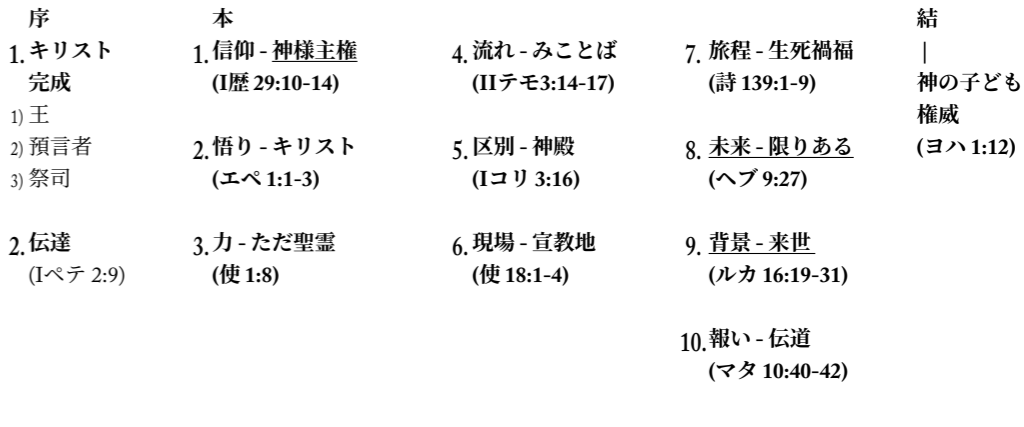 序
1. キリスト
完成
1) 王
2) 預言者
3) 祭司
2. 伝達
(Iペテ 2:9)
本
1. 信仰 - 神様主権
(I歴 29:10-14)
2. 悟り - キリスト
(エペ 1:1-3)
3. 力 - ただ聖霊
(使 1:8)
4. 流れ - みことば
(IIテモ3:14-17)
5. 区別 - 神殿
(Iコリ 3:16)
6. 現場 - 宣教地
(使 18:1-4)
7. 旅程 - 生死禍福
(詩 139:1-9)
8. 未来 - 限りある
(ヘブ 9:27)
9. 背景 - 来世
(ルカ 16:19-31)
10. 報い - 伝道
(マタ 10:40-42)
結
|
神の子ども
権威
(ヨハ 1:12)